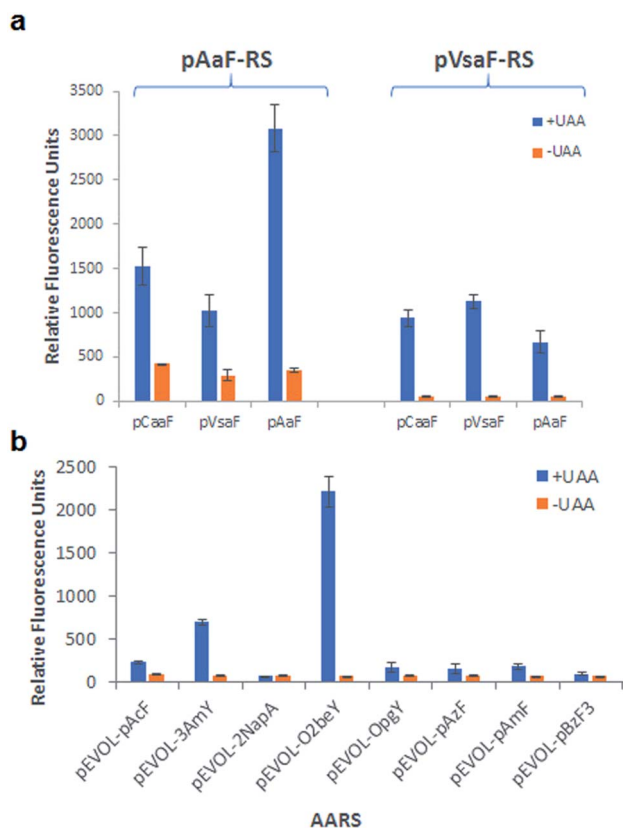 a
pAaF-RS pVsaF-RS
Relative Fluorescence Units
3500
3000
2500
2000
1500
1000
500
0
+UAA
-UAA
pCaaF pVsaF pAaF pCaaF pVsaF pAaF
b
Relative Fluorescence Units
2500
2000
1500
1000
500
0
+UAA
-UAA
pEVOL-pAcF
pEVOL-3AmY
pEVOL-2NapA
pEVOL-O2beY
pEVOL-OpgY
pEVOL-pAzF
pEVOL-pAmF
pEVOL-pBzF3
AARS